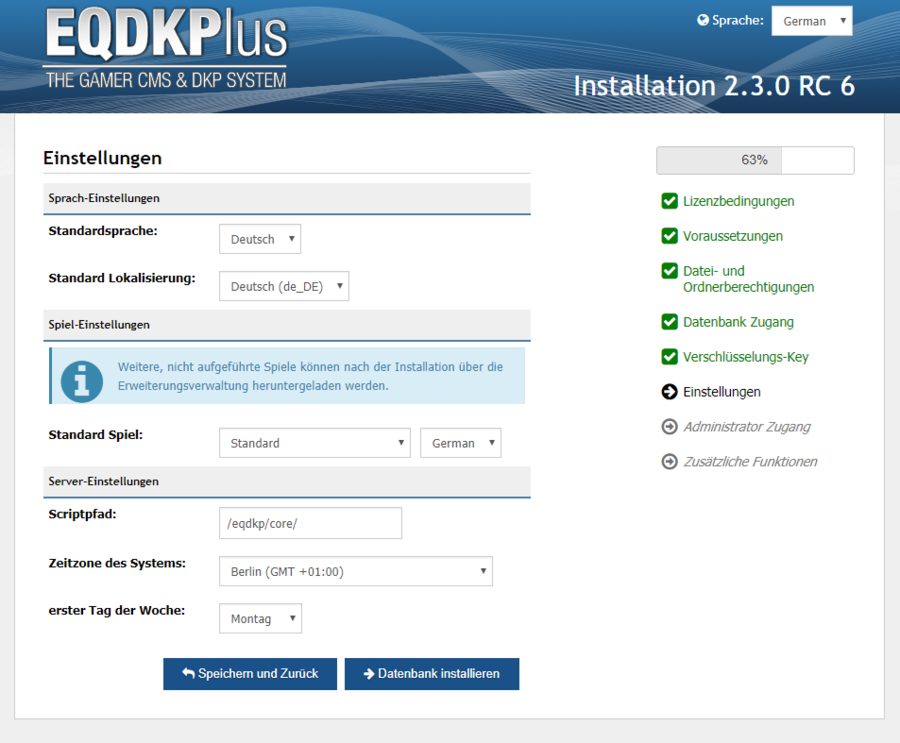 EQDKPlus
THE GAMER CMS & DKP SYSTEM
Sprache:
German
Installation 2.3.0 RC 6
Einstellungen
Sprach-Einstellungen
Standardsprache:
Deutsch
Standard Lokalisierung:
Deutsch (de_DE)
Spiel-Einstellungen
Weitere, nicht aufgeführte Spiele können nach der Installation über die
Erweiterungsverwaltung heruntergeladen werden.
Standard Spiel:
Standard
German
Server-Einstellungen
Scriptpfad:
/eqdkp/core/
Zeitzone des Systems:
Berlin (GMT +01:00)
erster Tag der Woche:
Montag
Speichern und Zurück
Datenbank installieren
63%
Lizenzbedingungen
Voraussetzungen
Datei- und
Ordnerberechtigungen
Datenbank Zugang
Verschlüsselungs-Key
Einstellungen
Administrator Zugang
Zusätzliche Funktionen